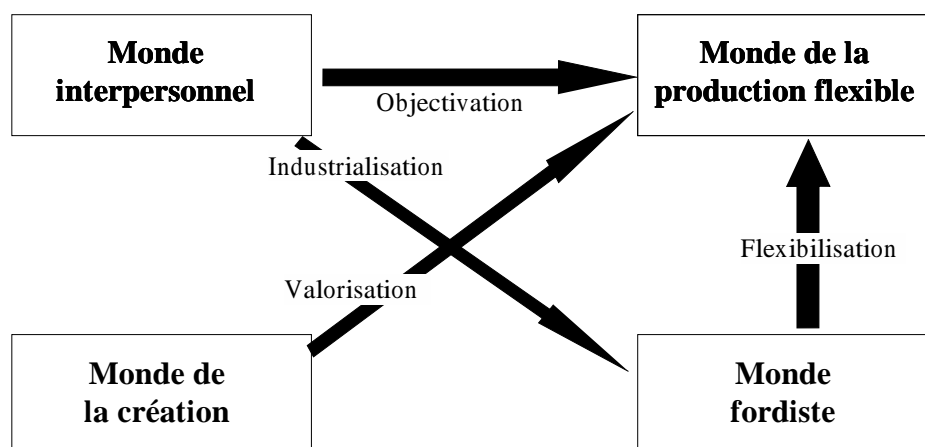 Monde
interpersonnel
Monde de la
production flexible
Objectivation
Industrialisation
Flexibilisation
Valorisation
Monde de
la création
Monde
fordiste